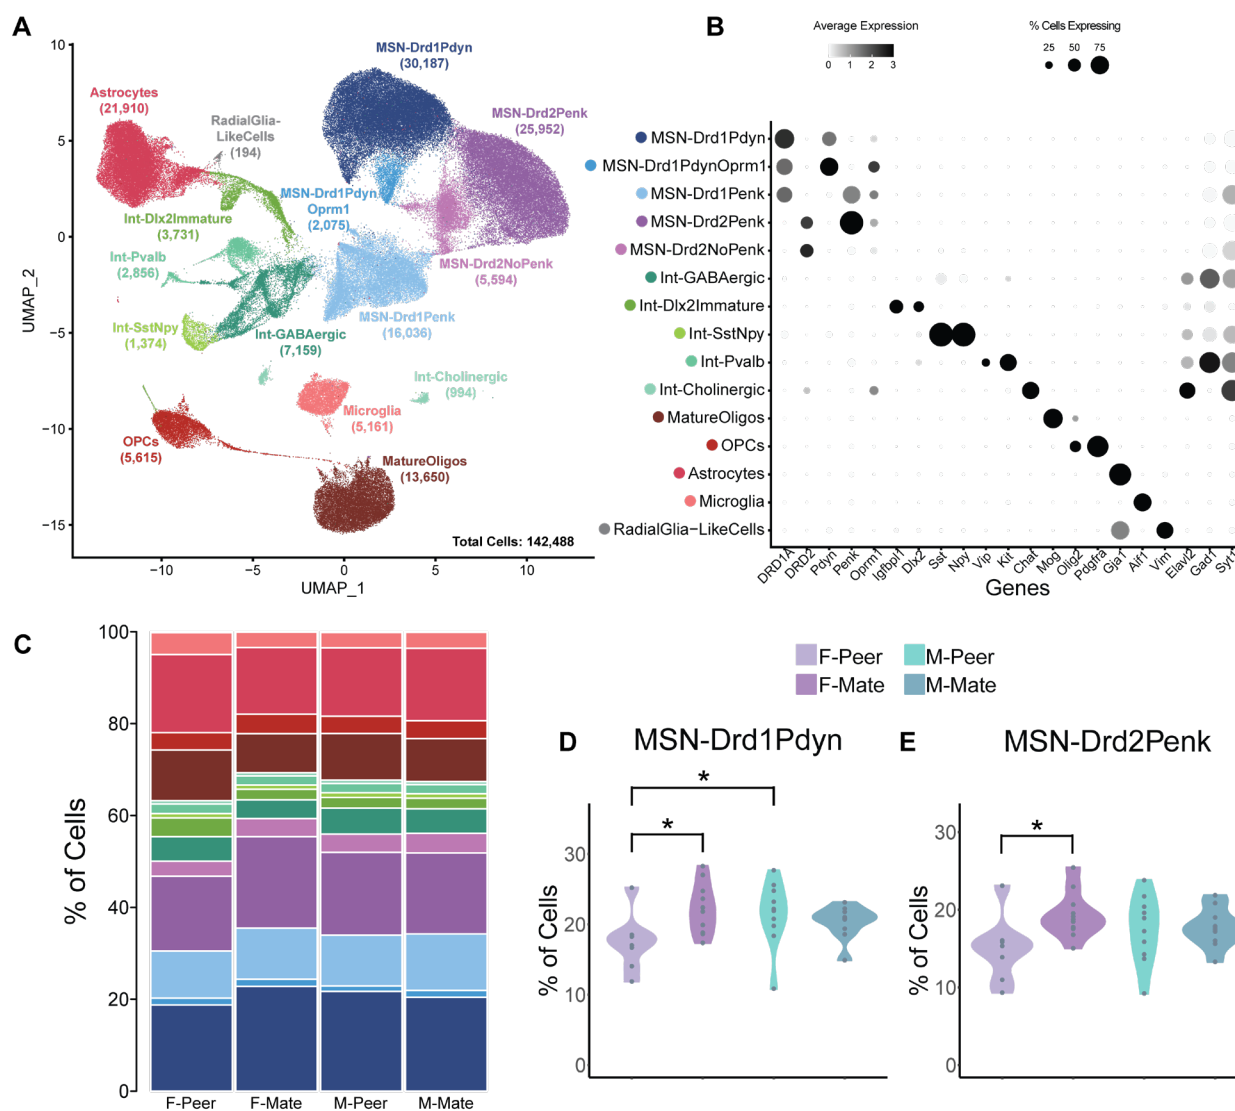 A
10
5
0
−5
−10
−15
UMAP_2
−10
−5
0
5
10
UMAP_1
MSN-Drd1Pdyn
(30,187)
Astrocytes
(21,910)
RadialGlia-
LikeCells
(194)
MSN-Drd2Penk
(25,952)
MSN-Drd1Pdyn
Oprm1
(2,075)
Int-Dlx2Immature
(3,731)
Int-Pvalb
(2,856)
MSN-Drd2NoPenk
(5,594)
Int-SstNpy
(1,374)
Int-GABAergic
(7,159)
MSN-Drd1Penk
(16,036)
Int-Cholinergic
(994)
Microglia
(5,161)
OPCs
(5,615)
MatureOligos
(13,650)
Total Cells: 142,488
B
Average Expression
0 1 2 3
% Cells Expressing
25 50 75
MSN-Drd1Pdyn
MSN-Drd1PdynOprm1
MSN-Drd1Penk
MSN-Drd2Penk
MSN-Drd2NoPenk
Int-GABAergic
Int-Dlx2Immature
Int-SstNpy
Int-Pvalb
Int-Cholinergic
MatureOligos
OPCs
Astrocytes
Microglia
RadialGlia−LikeCells
DRD1A
DRD2
Pdyn
Penk
Oprm1
Igfbpl1
Dlx2
Sst
Npy
Vip
Kit
Chat
Mog
Olig2
Pdgfra
Gja1
Aif1
Vim
Elavl2
Gad1
Syt1
Genes
C
100
80
60
40
20
0
% of Cells
F-Peer
F-Mate
M-Peer
M-Mate
F-Peer
M-Peer
F-Mate
M-Mate
D
MSN-Drd1Pdyn
*
*
30
20
10
0
% of Cells
E
MSN-Drd2Penk
*
30
20
10
0
% of Cells